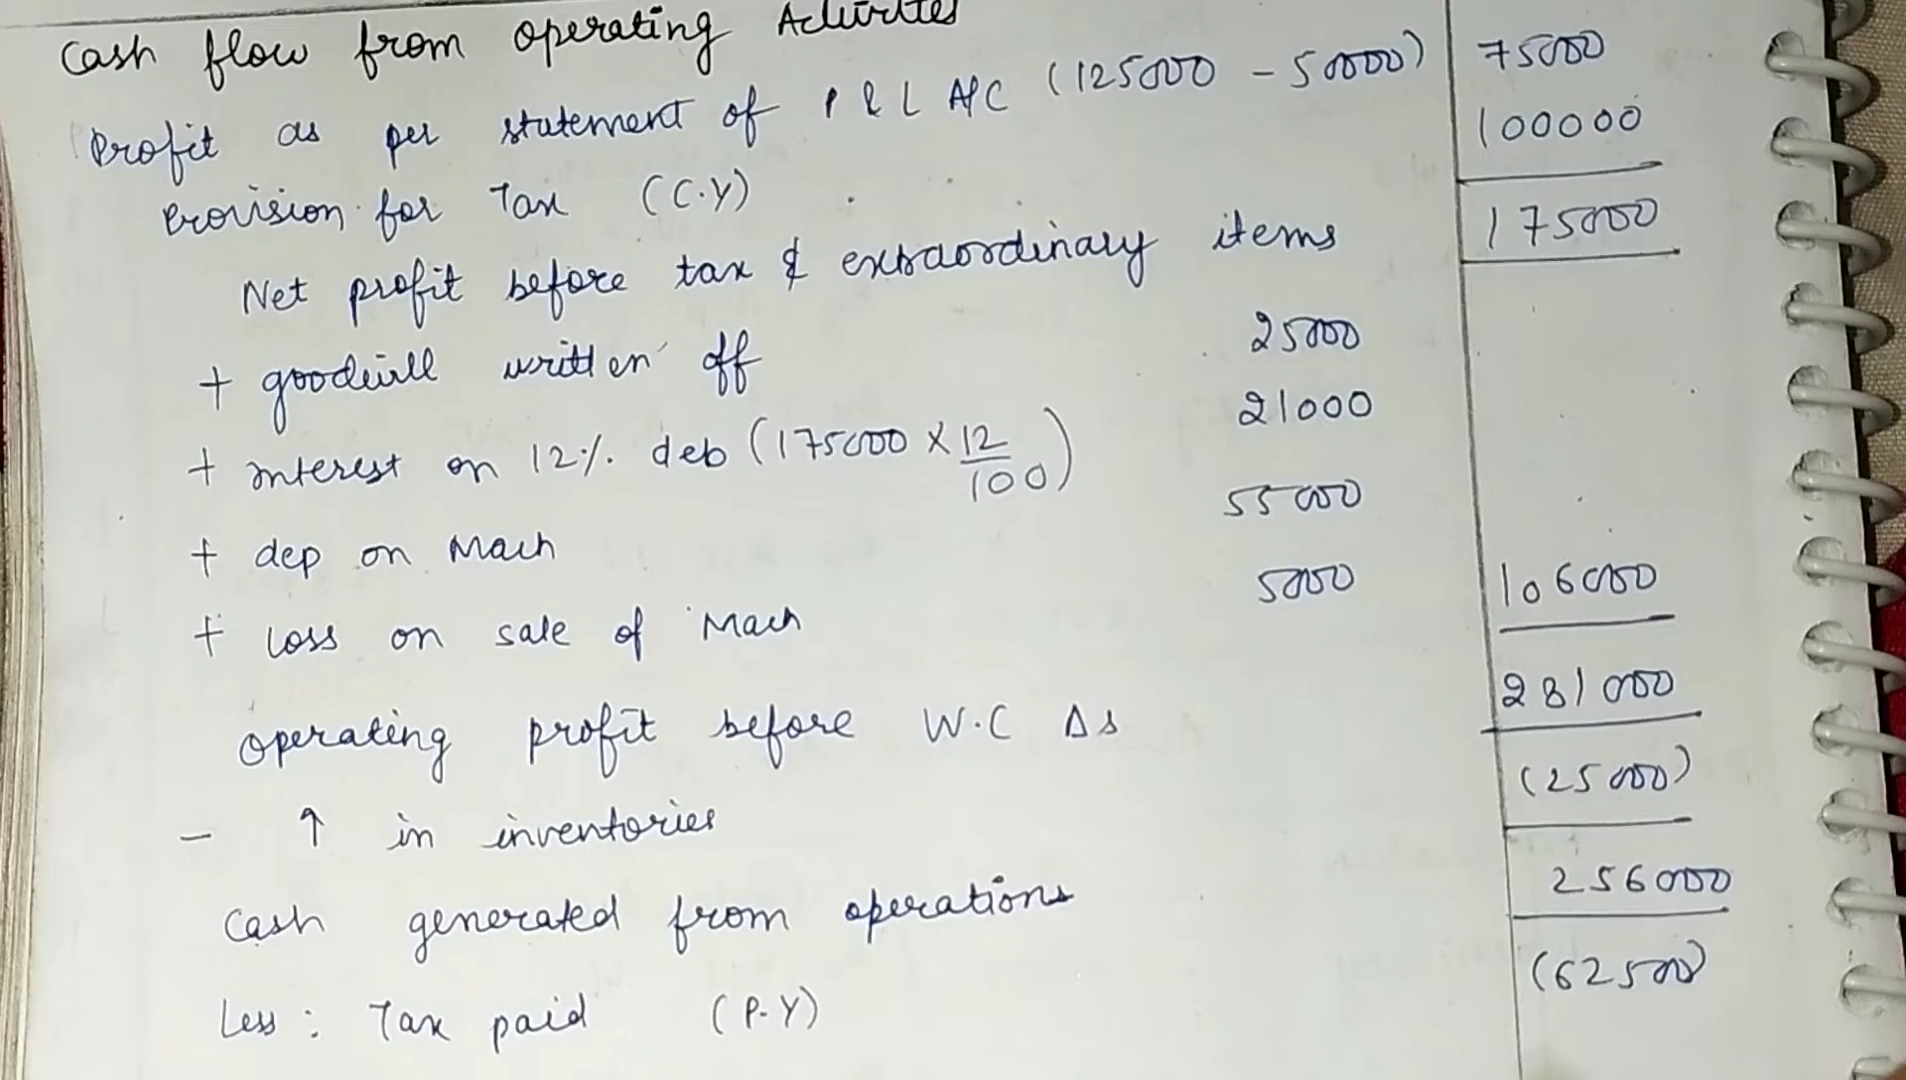 Cash flow from operating Activities
Profit as per statement of P & L A/C (125000 - 50000) 75000
Provision for Tax (C.Y) 100000
Net profit before tax & extraordinary items 175000
+ goodwill written off 25000
+ Interest on 12% deb (175000 X 12/100) 21000
+ dep on Mach 55000
+ Loss on sale of Mach 5000 106000
Operating profit before W.C Δs 281000
- ↑ in inventories (25000)
Cash generated from operations 256000
Less : Tax paid (P.Y) (62500)